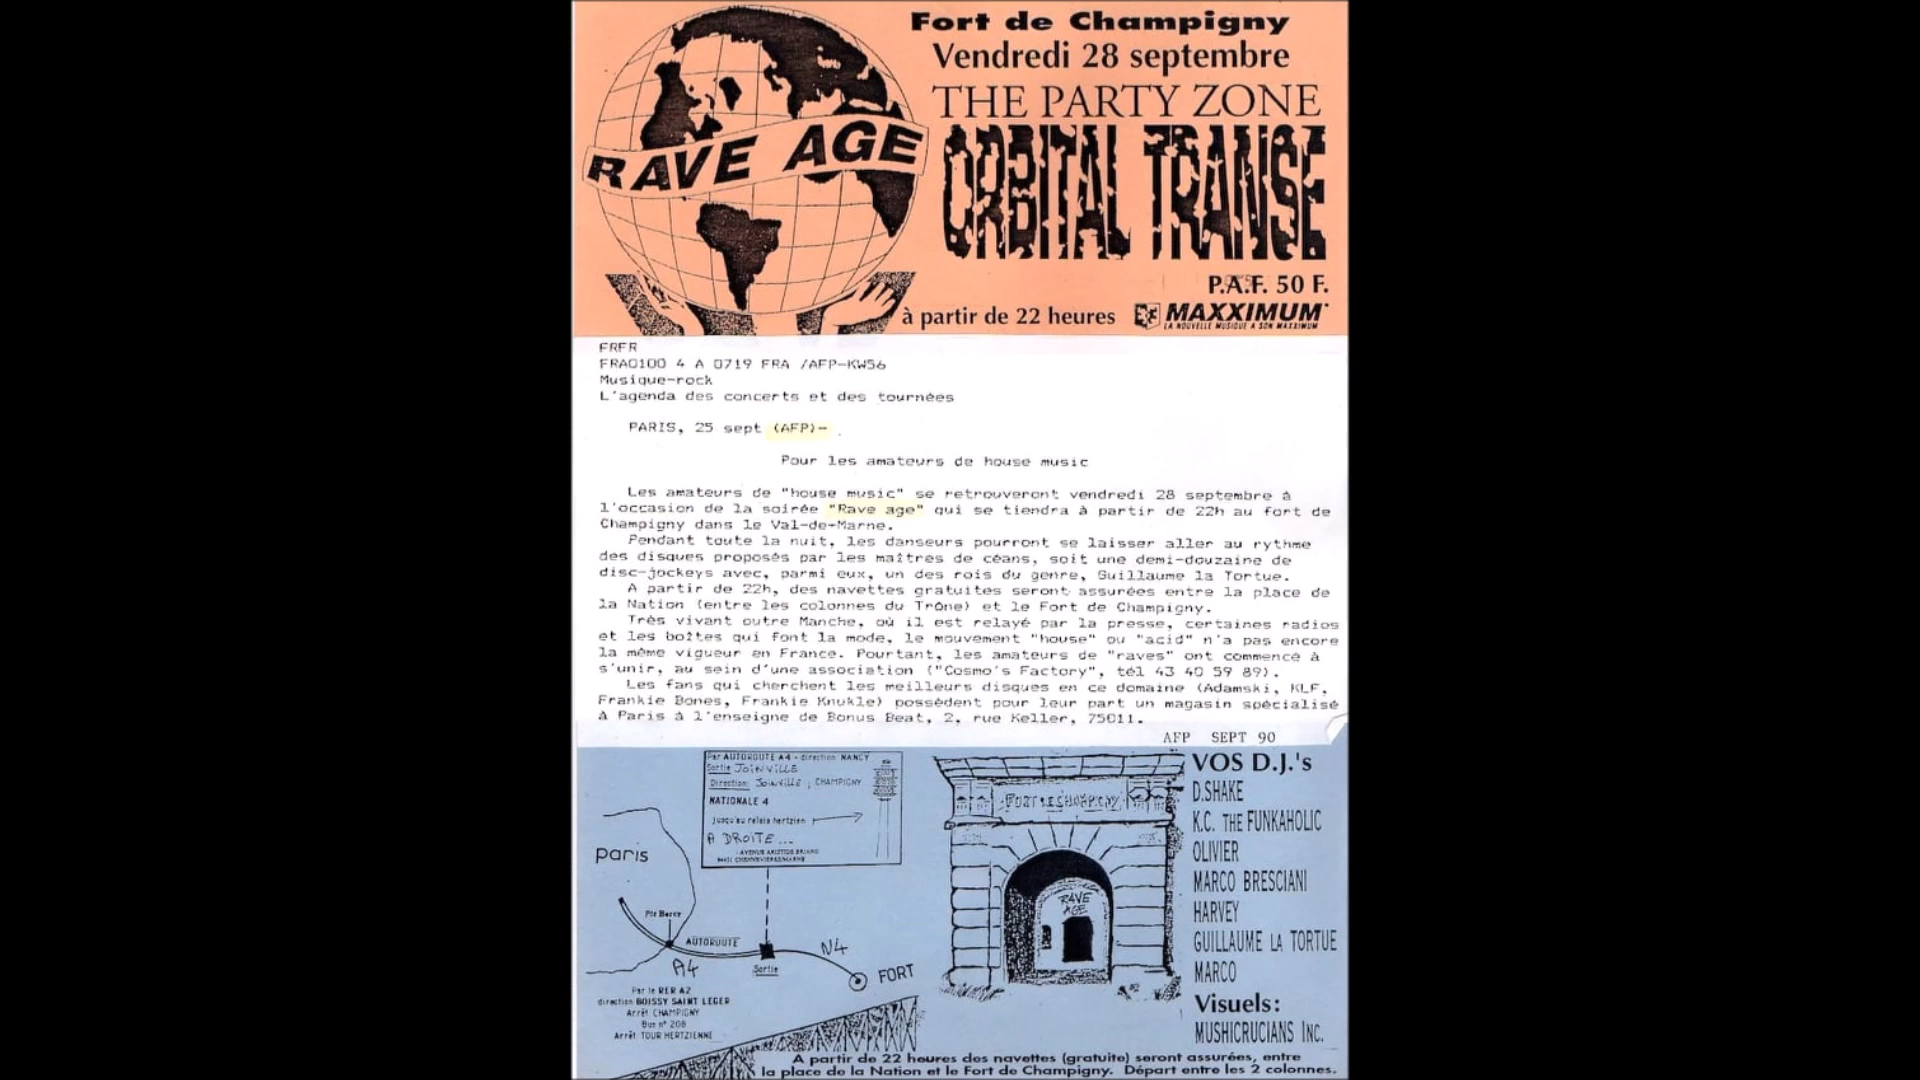 Fort de Champigny
Vendredi 28 septembre
THE PARTY ZONE
RAVE AGE
ORBITAL TRANSE
P.A.F. 50 F.
à partir de 22 heures
MAXXIMUM
LA NOUVELLE MUSIQUE A SON MAXXIMUM
FRFR
FRA0100 4 A 0719 FRA /AFP-KW56
Musique-rock
L'agenda des concerts et des tournées
PARIS, 25 sept (AFP)-
Pour les amateurs de house music
Les amateurs de "house music" se retrouveront vendredi 28 septembre à
l'occasion de la soirée "Rave age" qui se tiendra à partir de 22h au fort de
Champigny dans le Val-de-Marne.
Pendant toute la nuit, les danseurs pourront se laisser aller au rythme
des disques proposés par les maîtres de céans, soit une demi-douzaine de
disc-jockeys avec, parmi eux, un des rois du genre, Guillaume la Tortue.
A partir de 22h, des navettes gratuites seront assurées entre la place de
la Nation (entre les colonnes du Trône) et le Fort de Champigny.
Très vivant outre Manche, où il est relayé par la presse, certaines radios
et les boîtes qui font la mode, le mouvement "house" ou "acid" n'a pas encore
la même vigueur en France. Pourtant, les amateurs de "raves" ont commencé à
s'unir, au sein d'une association ("Cosmo's Factory", tél 43 40 59 89).
Les fans qui cherchent les meilleurs disques en ce domaine (Adamski, KLF,
Frankie Bones, Frankie Knukle) possèdent pour leur part un magasin spécialisé
à Paris à l'enseigne de Bonus Beat, 2, rue Keller, 75011.
AFP SEPT 90
Par AUTOROUTE A4 - direction NANCY
Sortie JOINVILLE
Direction: JOINVILLE ; CHAMPIGNY
NATIONALE 4
jusqu'au relais hertzien
A DROITE...
- AVENUE ARISTIDE BRIAND
Paris
Pte Bercy
AUTOROUTE
A4
Sortie
N4
FORT
Par le RER A2
direction BOISSY SAINT LEGER
Arrêt CHAMPIGNY
Bus n° 208
Arrêt TOUR HERTZIENNE
FORT DE CHAMPIGNY
RAVE
AGE
VOS D.J.'s
D.SHAKE
K.C. THE FUNKAHOLIC
OLIVIER
MARCO BRESCIANI
HARVEY
GUILLAUME LA TORTUE
MARCO
Visuels:
MUSHICRUCIANS INC.
A partir de 22 heures des navettes (gratuite) seront assurées, entre
la place de la Nation et le Fort de Champigny. Départ entre les 2 colonnes.